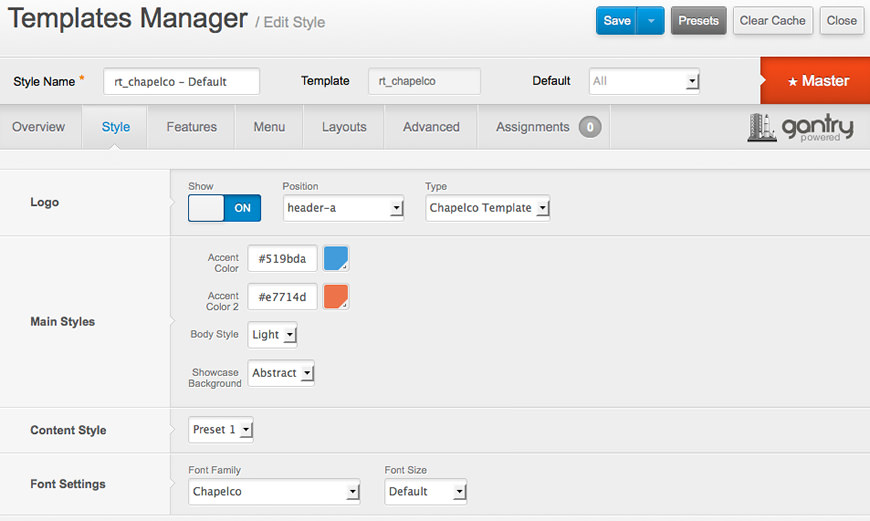 Templates Manager / Edit Style
Save Presets Clear Cache Close
Style Name * rt_chapelco - Default Template rt_chapelco Default All ★ Master
Overview Style Features Menu Layouts Advanced Assignments 0 gantry powered
Show Position Type
Logo ON header-a Chapelco Template
Accent Color #519bda
Accent Color 2 #e7714d
Main Styles
Body Style Light
Showcase Background Abstract
Content Style Preset 1
Font Family Font Size
Font Settings Chapelco Default